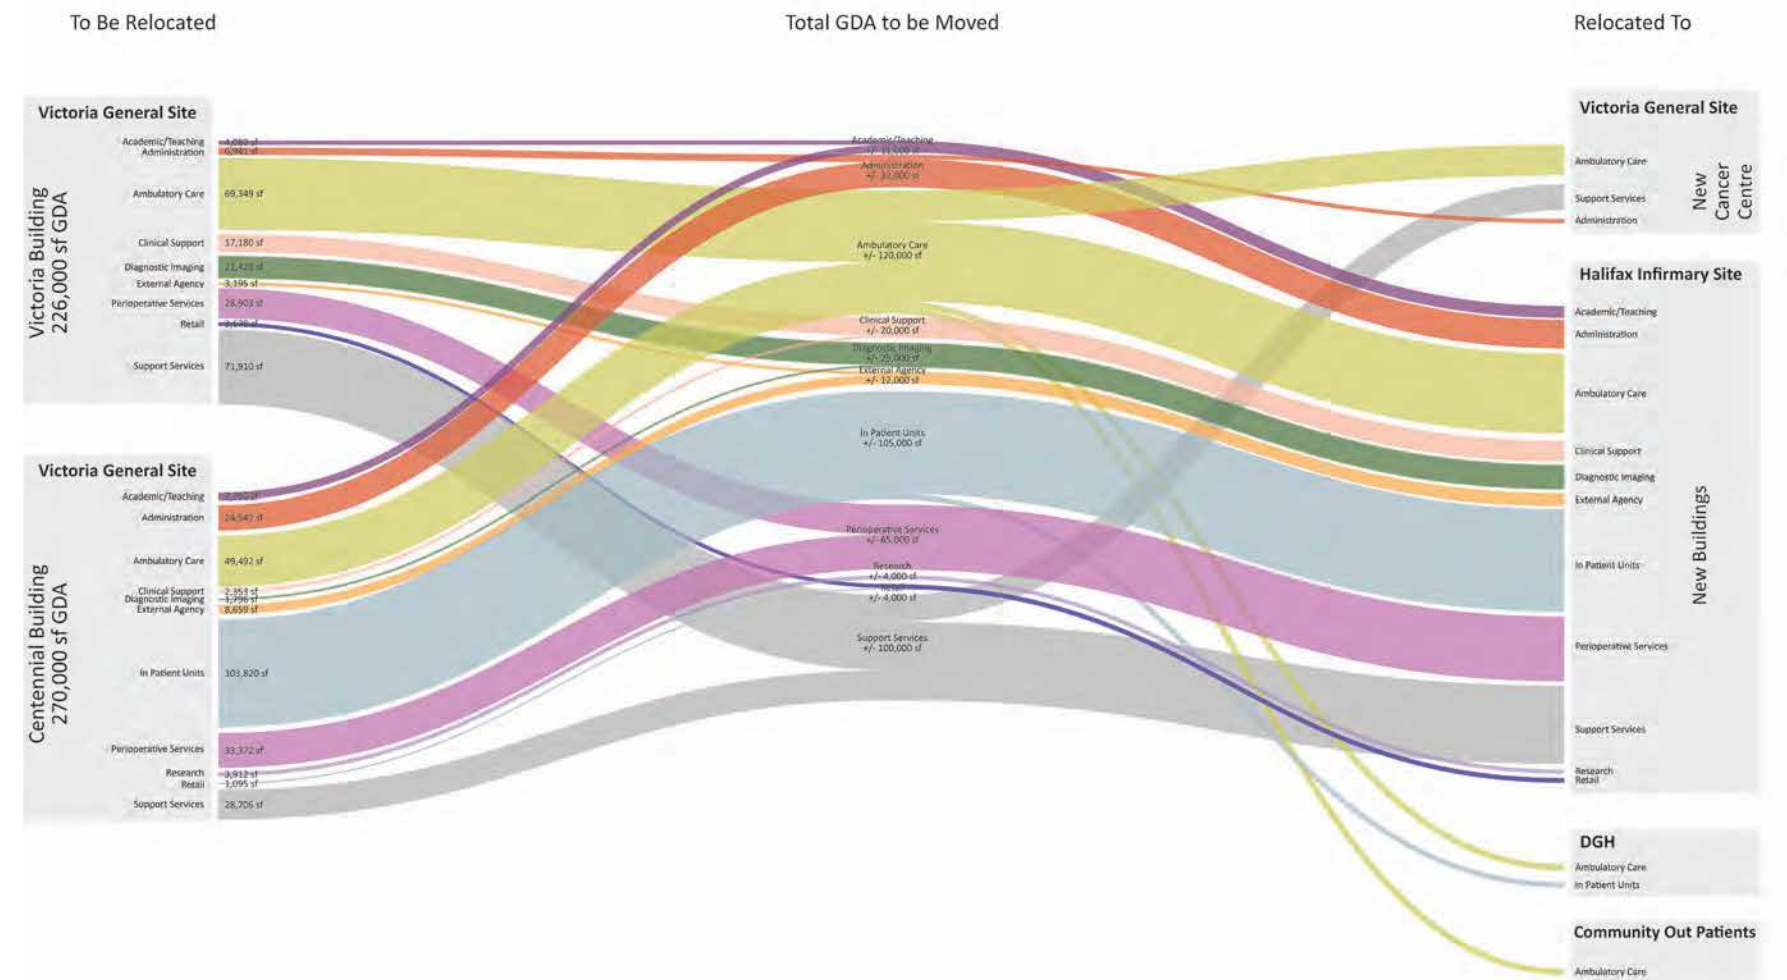 To Be Relocated
Total GDA to be Moved
Relocated To
Victoria General Site
Victoria Building
226,000 sf GDA
Academic/Teaching
Administration
Ambulatory Care 69,349 sf
Clinical Support 17,180 sf
Diagnostic Imaging
External Agency 3,195 sf
Perioperative Services 28,903 sf
Retail
Support Services 71,910 sf
Victoria General Site
Centennial Building
270,000 sf GDA
Academic/Teaching
Administration
Ambulatory Care 49,492 sf
Clinical Support 2,353 sf
Diagnostic Imaging
External Agency 8,659 sf
In Patient Units 103,820 sf
Perioperative Services 33,372 sf
Research 3,912 sf
Retail 1,095 sf
Support Services 28,706 sf
Academic/Teaching
Administration
Ambulatory Care
+/- 120,000 sf
Clinical Support
+/- 20,000 sf
Diagnostic Imaging
+/- 25,000 sf
External Agency
+/- 12,000 sf
In Patient Units
+/- 105,000 sf
Perioperative Services
+/- 65,000 sf
Research
+/- 4,000 sf
Retail
+/- 4,000 sf
Support Services
+/- 100,000 sf
Victoria General Site
Ambulatory Care
Support Services
Administration
New
Cancer
Centre
Halifax Infirmary Site
Academic/Teaching
Administration
Ambulatory Care
Clinical Support
Diagnostic Imaging
External Agency
In Patient Units
Perioperative Services
Support Services
Research
Retail
New Buildings
DGH
Ambulatory Care
In Patient Units
Community Out Patients
Ambulatory Care